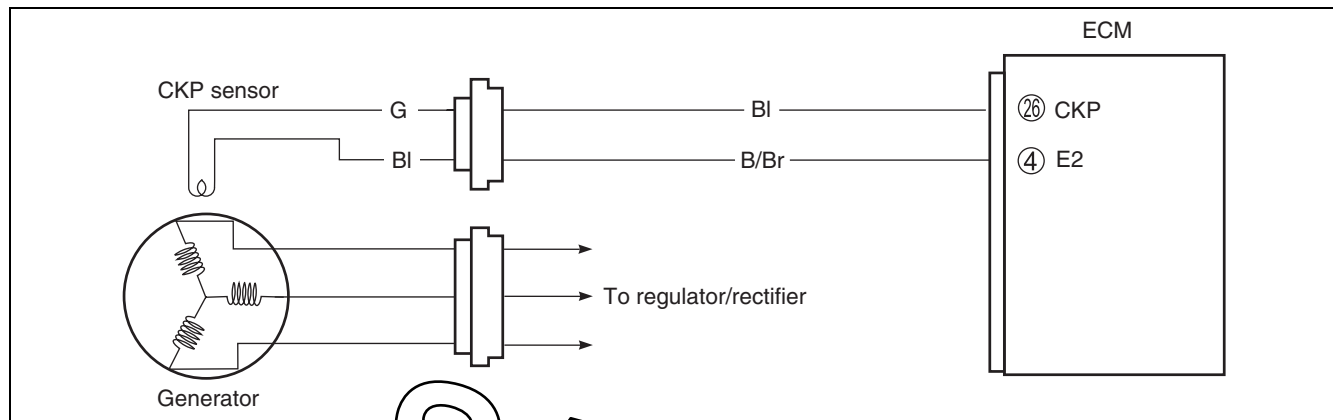 ECM
CKP sensor
G
Bl
26 CKP
Bl
B/Br
4 E2
To regulator/rectifier
Generator